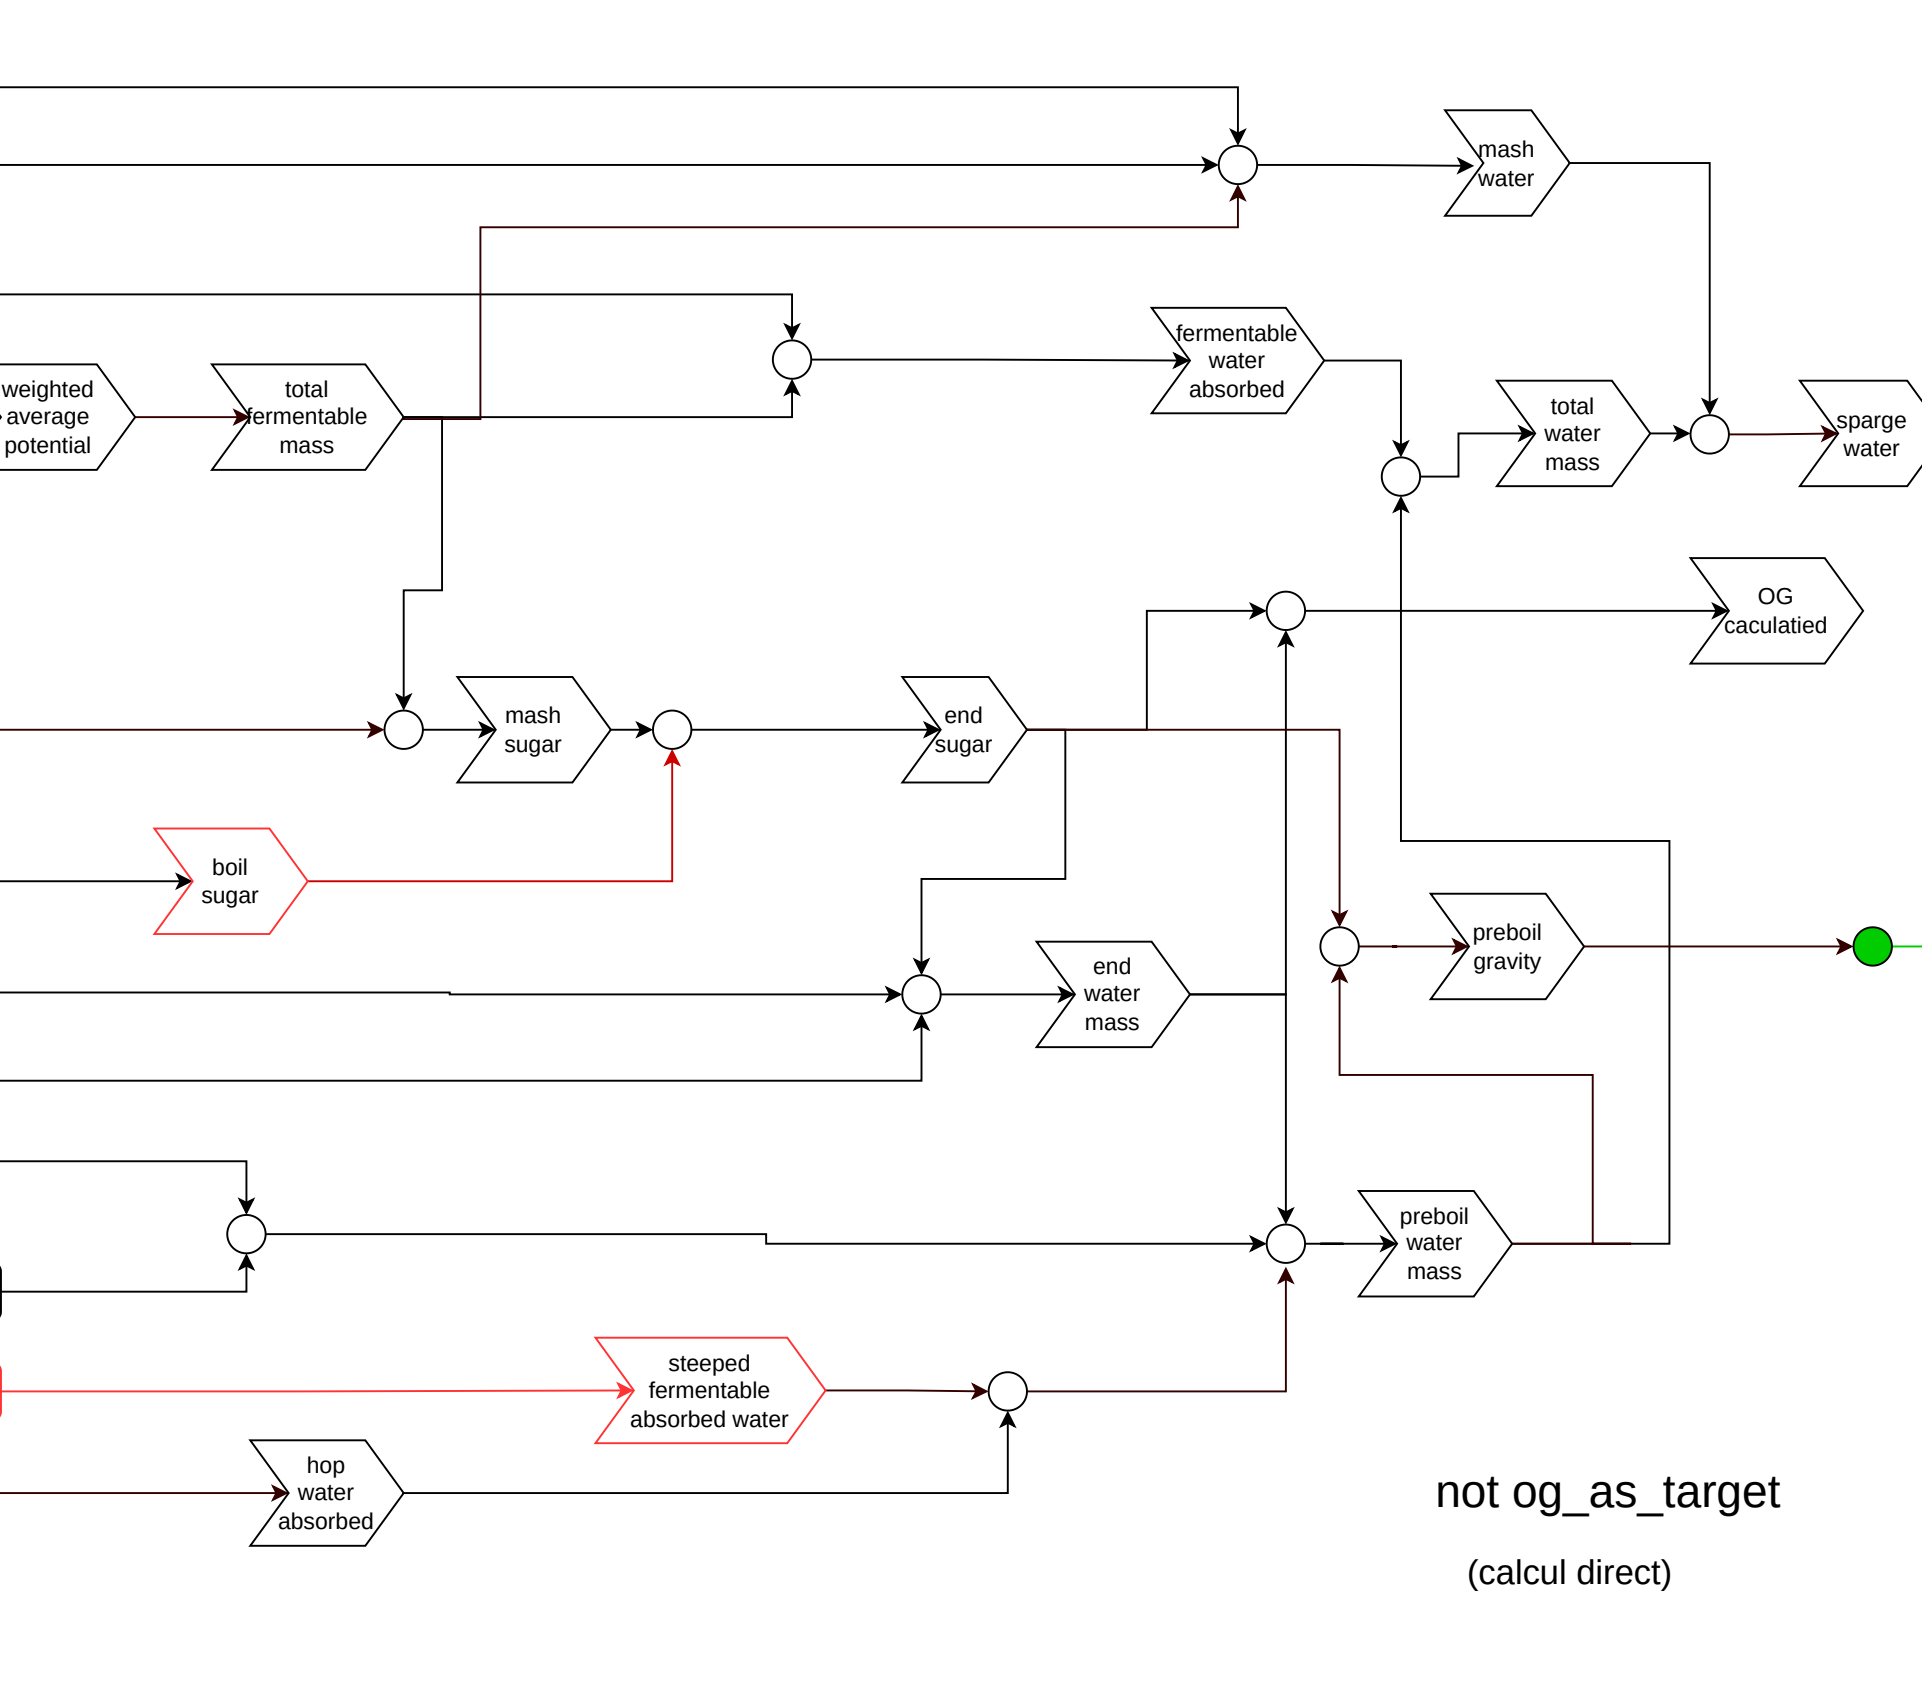 mash
water
fermentable
water
absorbed
weighted
average
potential
total
fermentable
mass
total
water
mass
sparge
water
OG
caculatied
mash
sugar
end
sugar
boil
sugar
preboil
gravity
end
water
mass
preboil
water
mass
steeped
fermentable
absorbed water
hop
water
absorbed
not og_as_target
(calcul direct)